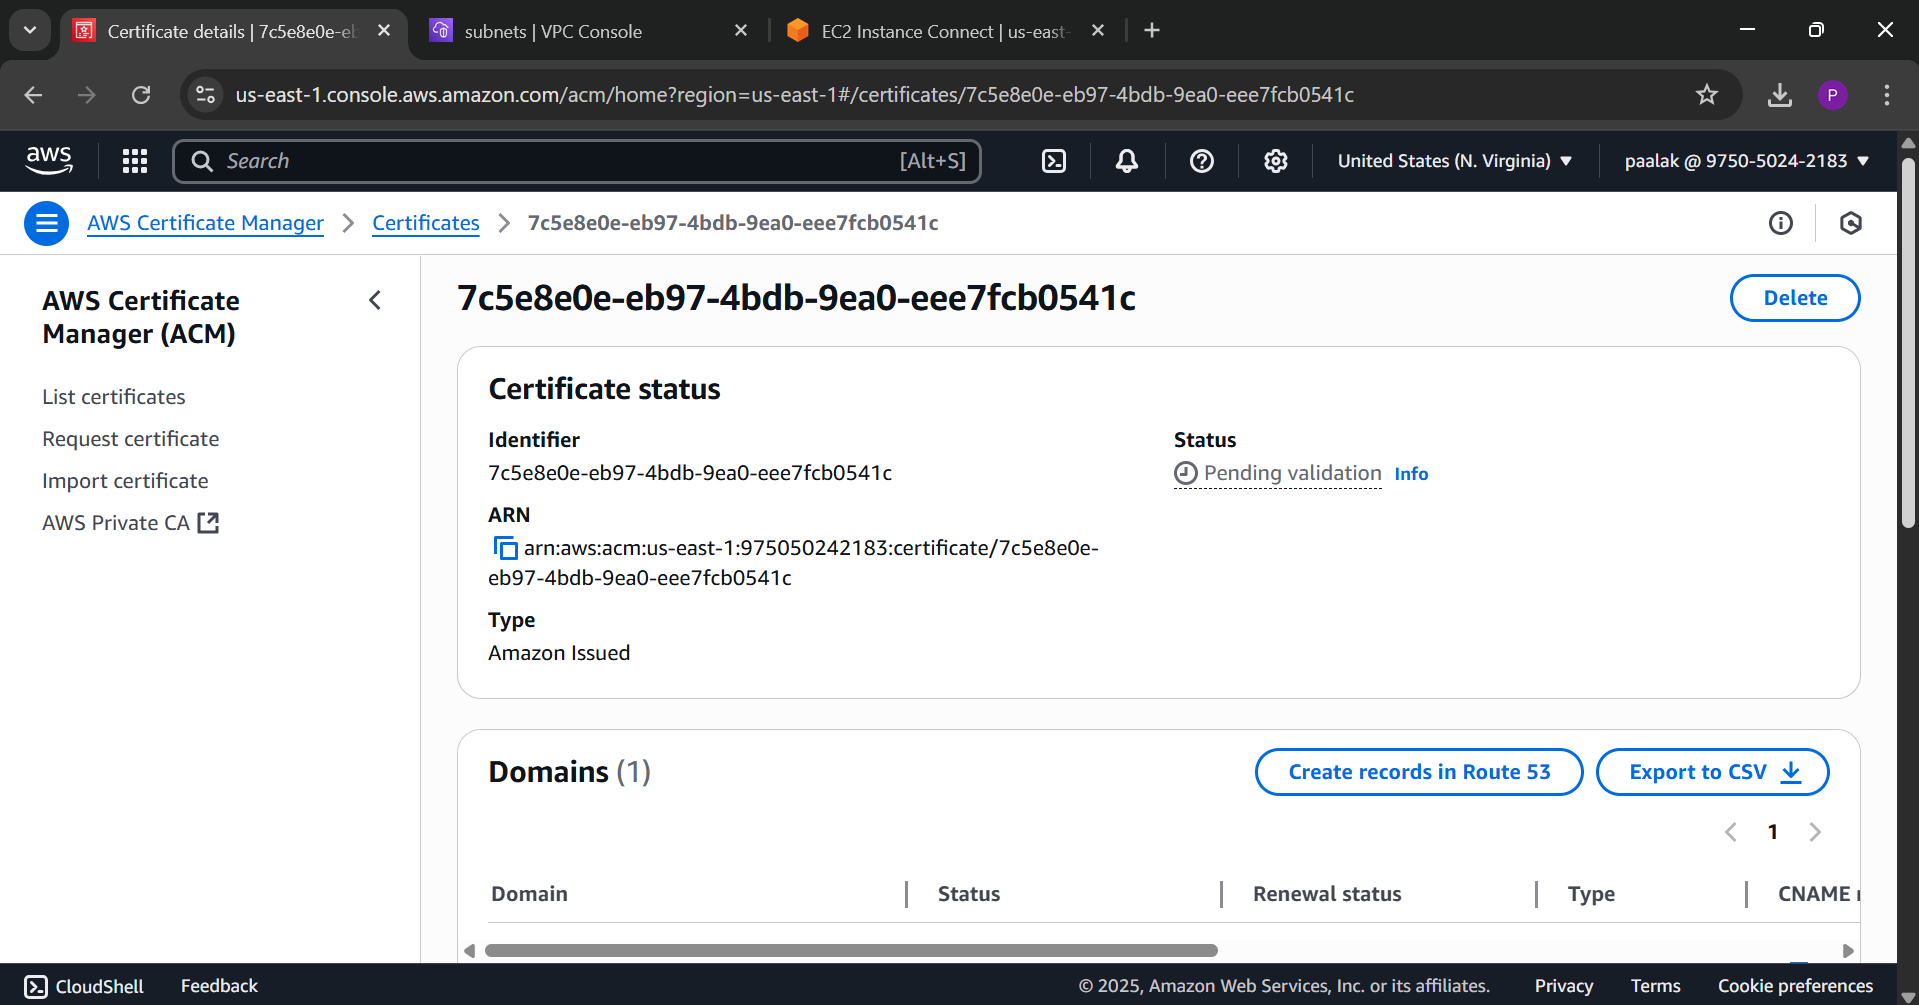 Certificate details | 7c5e8e0e-eb
subnets | VPC Console
EC2 Instance Connect | us-east-
us-east-1.console.aws.amazon.com/acm/home?region=us-east-1#/certificates/7c5e8e0e-eb97-4bdb-9ea0-eee7fcb0541c
P
aws
Search
[Alt+S]
United States (N. Virginia)
paalak @ 9750-5024-2183
AWS Certificate Manager
Certificates
7c5e8e0e-eb97-4bdb-9ea0-eee7fcb0541c
AWS Certificate
Manager (ACM)
List certificates
Request certificate
Import certificate
AWS Private CA
7c5e8e0e-eb97-4bdb-9ea0-eee7fcb0541c
Delete
Certificate status
Identifier
7c5e8e0e-eb97-4bdb-9ea0-eee7fcb0541c
ARN
arn:aws:acm:us-east-1:975050242183:certificate/7c5e8e0e-
eb97-4bdb-9ea0-eee7fcb0541c
Type
Amazon Issued
Status
Pending validation Info
Domains (1)
Create records in Route 53
Export to CSV
1
Domain
Status
Renewal status
Type
CNAME
CloudShell
Feedback
© 2025, Amazon Web Services, Inc. or its affiliates.
Privacy
Terms
Cookie preferences